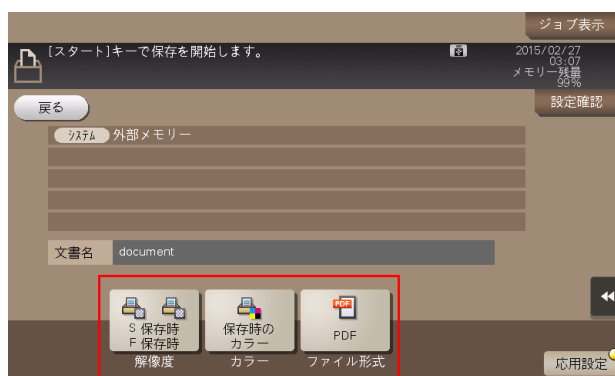 ジョブ表示
[スタート]キーで保存を開始します。
2015/02/27
03:07
メモリー残量
99%
戻る
設定確認
システム 外部メモリー
文書名 document
S 保存時
F 保存時
解像度
保存時の
カラー
カラー
PDF
PDF
ファイル形式
応用設定